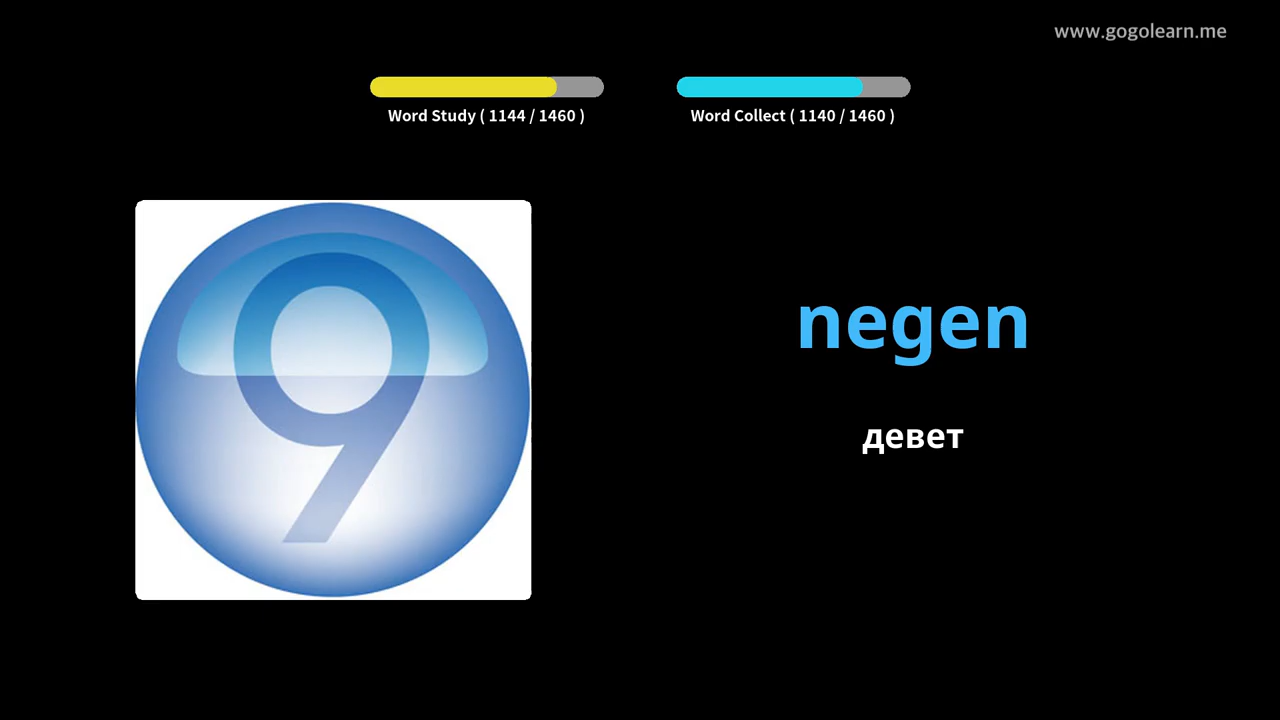 www.gogolearn.me
Word Study ( 1144 / 1460 )
Word Collect ( 1140 / 1460 )
9
negen
девет